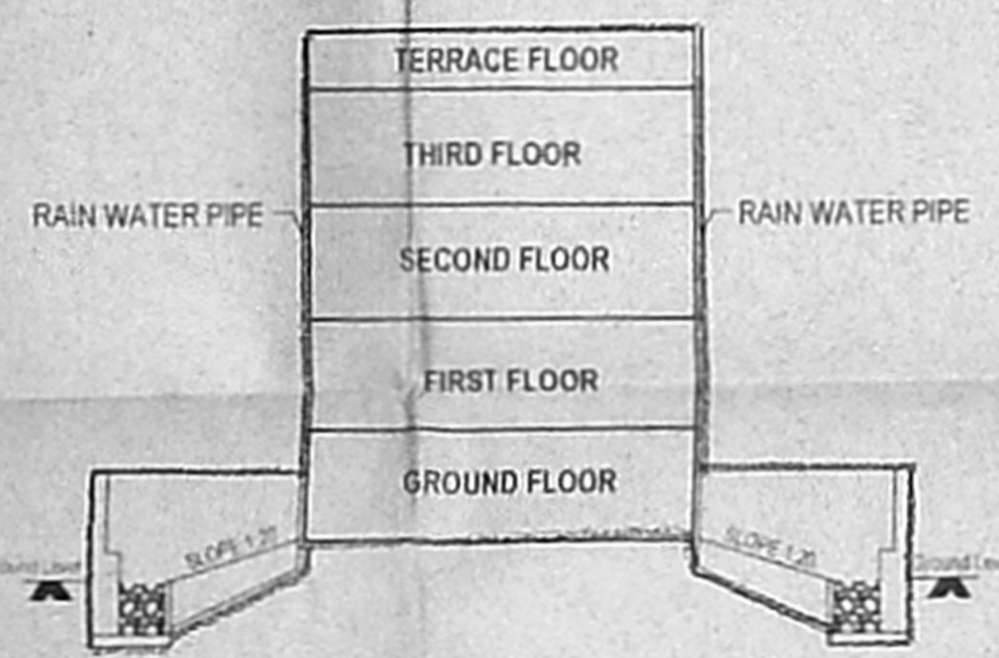 TERRACE FLOOR
THIRD FLOOR
RAIN WATER PIPE
RAIN WATER PIPE
SECOND FLOOR
FIRST FLOOR
GROUND FLOOR
SLOPE 1:20
SLOPE 1:20
Ground Level